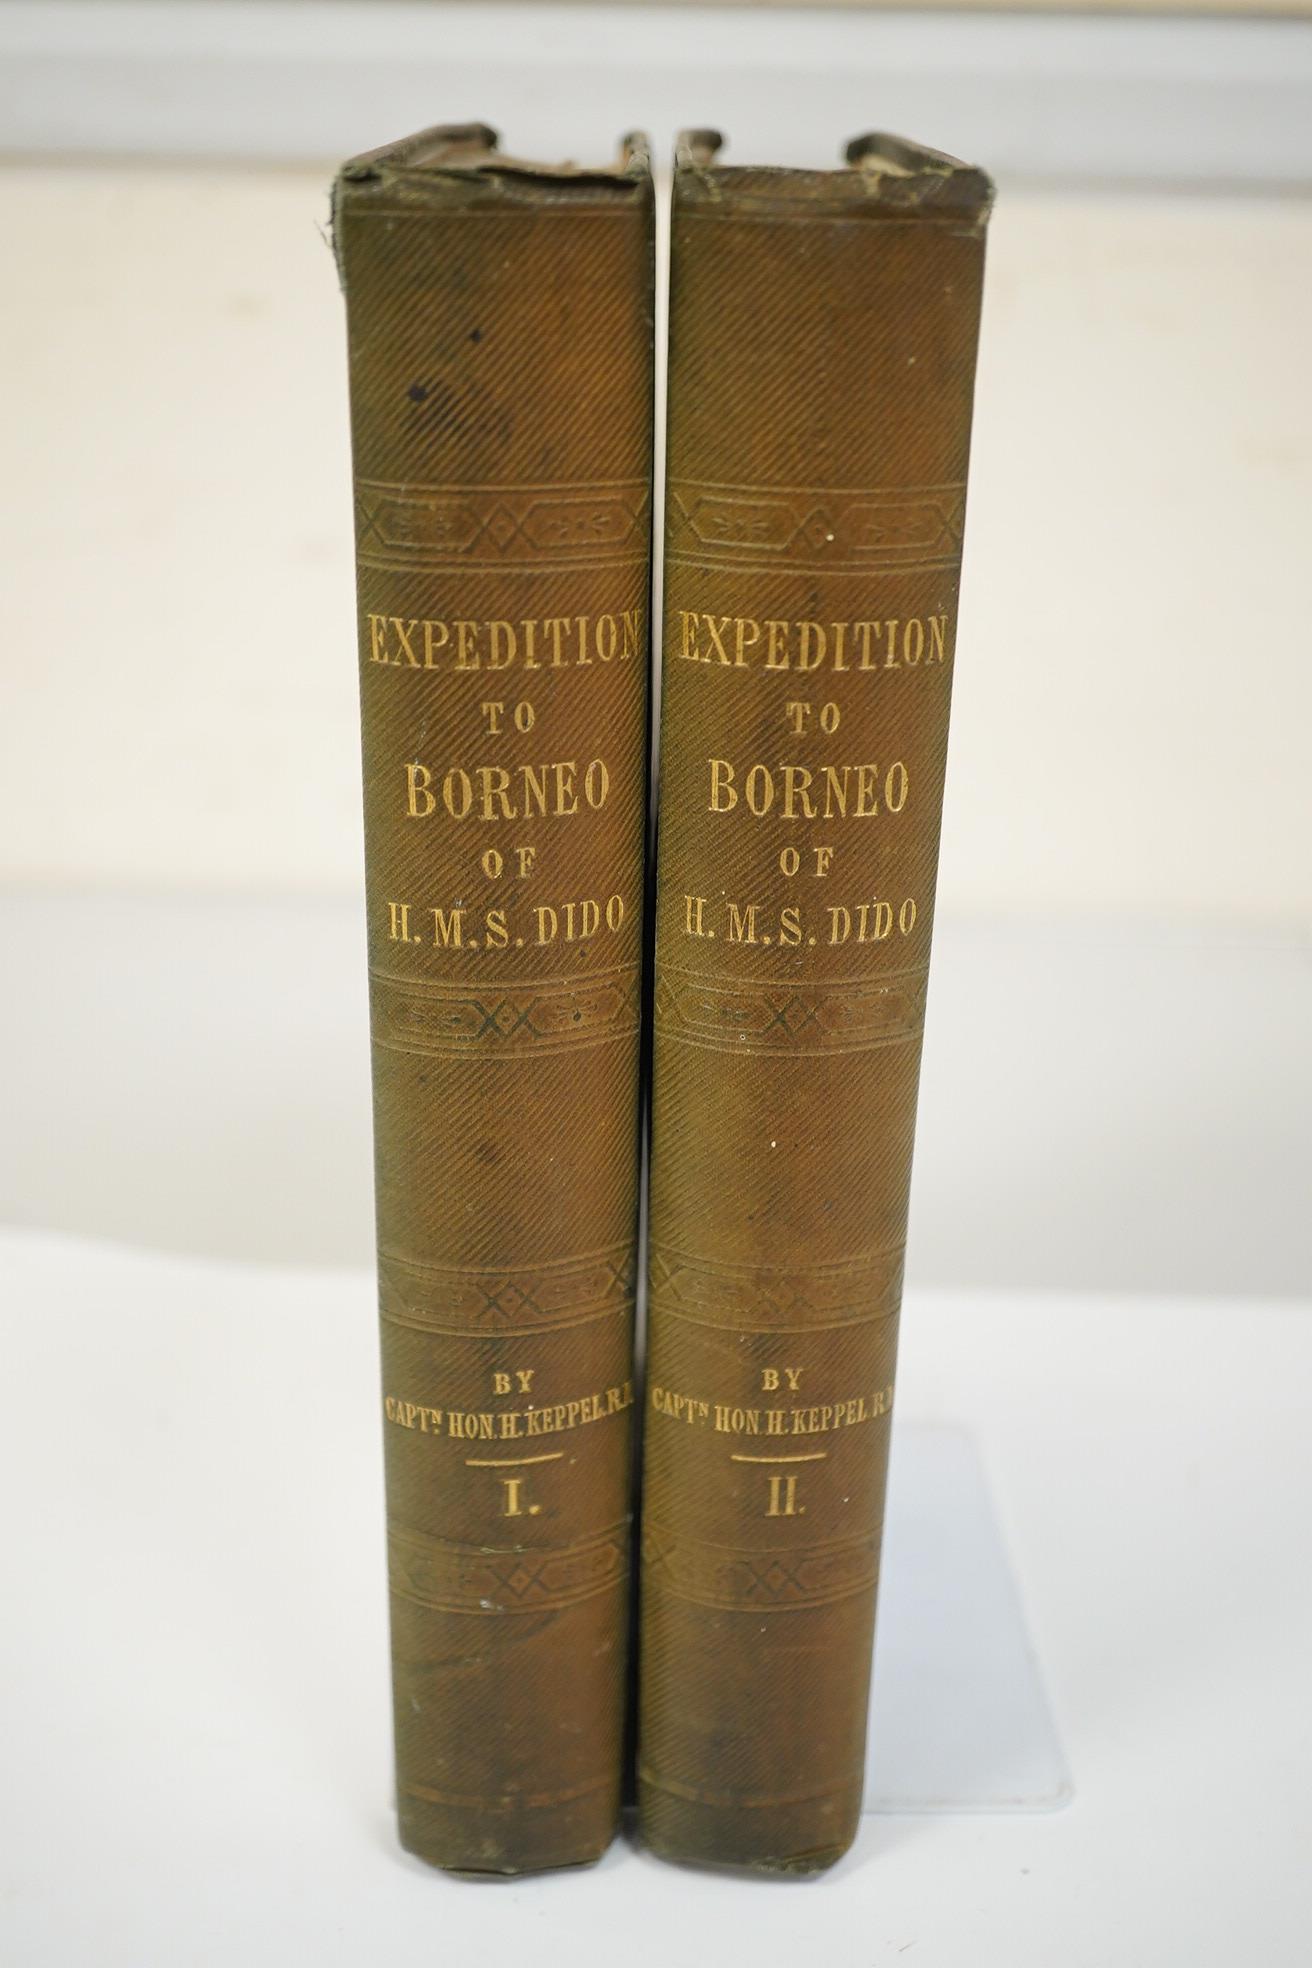 EXPEDITION
TO
BORNEO
OF
H.M.S. DIDO
BY
CAPTN. HON. H. KEPPEL. R.N
I.
EXPEDITION
TO
BORNEO
OF
H.M.S. DIDO
BY
CAPTN HON. H. KEPPEL R.N
II.